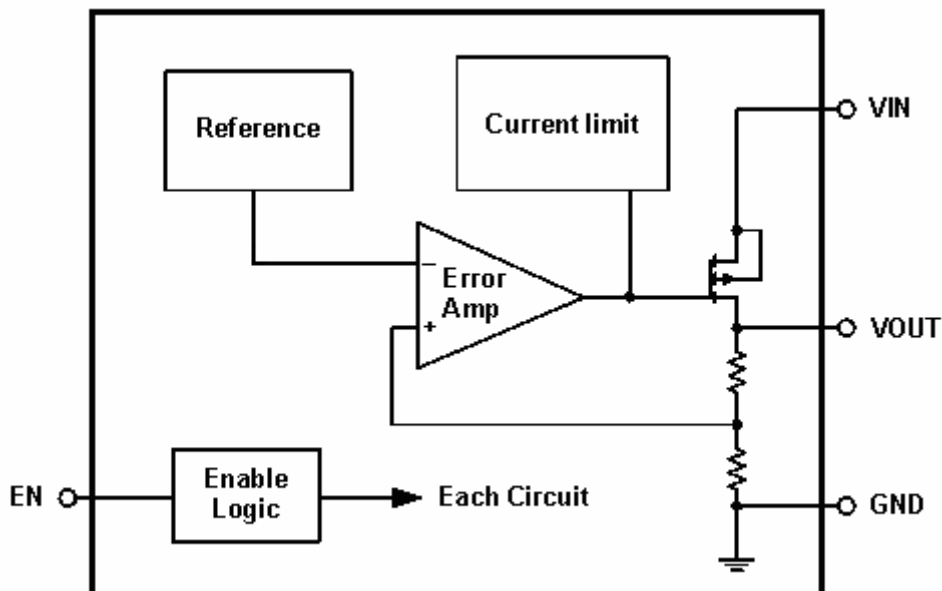 Reference
Current limit
VIN
−
Error
Amp
+
VOUT
EN
Enable
Logic
Each Circuit
GND